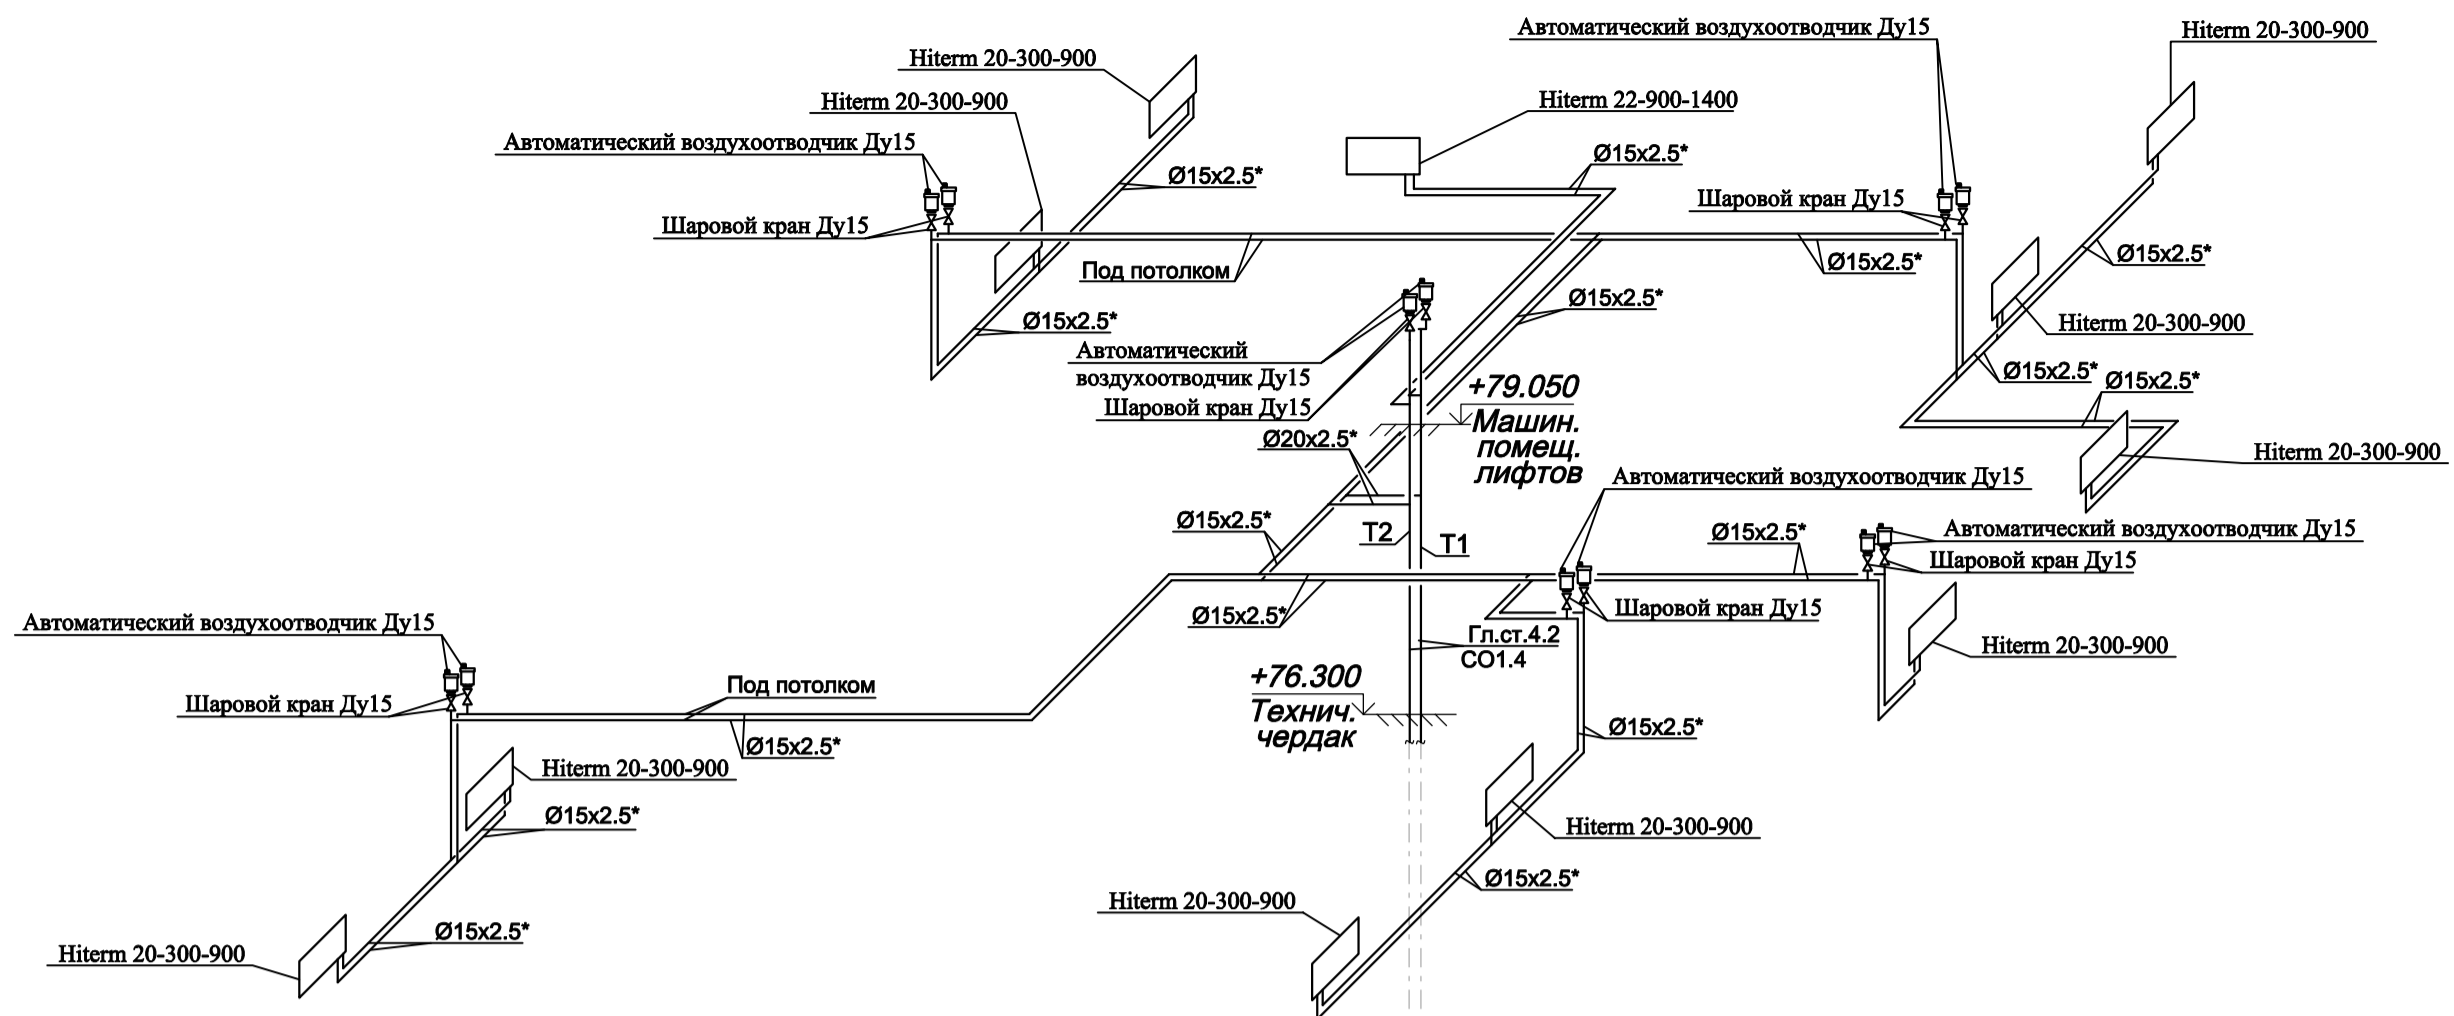 Автоматический воздухоотводчик Ду15
Hiterm 20-300-900
Hiterm 20-300-900
Hiterm 20-300-900
Hiterm 22-900-1400
Автоматический воздухоотводчик Ду15
Ø15x2.5*
Ø15x2.5*
Шаровой кран Ду15
Шаровой кран Ду15
Ø15x2.5*
Под потолком
Ø15x2.5*
Ø15x2.5*
Ø15x2.5*
Hiterm 20-300-900
Автоматический
воздухоотводчик Ду15
Шаровой кран Ду15
Ø15x2.5*
Ø15x2.5*
+79.050
Машин.
помещ.
лифтов
Ø20x2.5*
Hiterm 20-300-900
Автоматический воздухоотводчик Ду15
Ø15x2.5*
T2
T1
Ø15x2.5*
Автоматический воздухоотводчик Ду15
Шаровой кран Ду15
Ø15x2.5*
Шаровой кран Ду15
Автоматический воздухоотводчик Ду15
Гл.ст.4.2
СО1.4
Hiterm 20-300-900
+76.300
Технич.
чердак
Под потолком
Шаровой кран Ду15
Ø15x2.5*
Ø15x2.5*
Hiterm 20-300-900
Ø15x2.5*
Hiterm 20-300-900
Ø15x2.5*
Hiterm 20-300-900
Ø15x2.5*
Hiterm 20-300-900